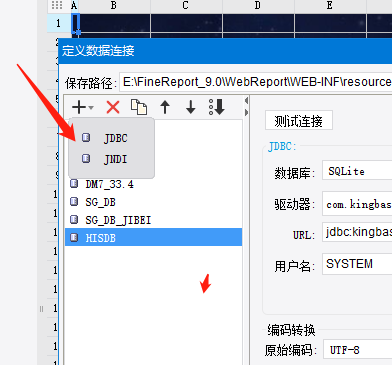 A B C D E
1
定义数据连接
保存路径: E:\FineReport_9.0\WebReport\WEB-INF\resource
测试连接
JDBC
JNDI
JDBC:
数据库: SQLite
DM7_33.4
SG_DB
驱动器: com.kingbas
SG_DB_JIBEI
URL: jdbc:kingba
HISDB
用户名: SYSTEM
编码转换
原始编码: UTF-8